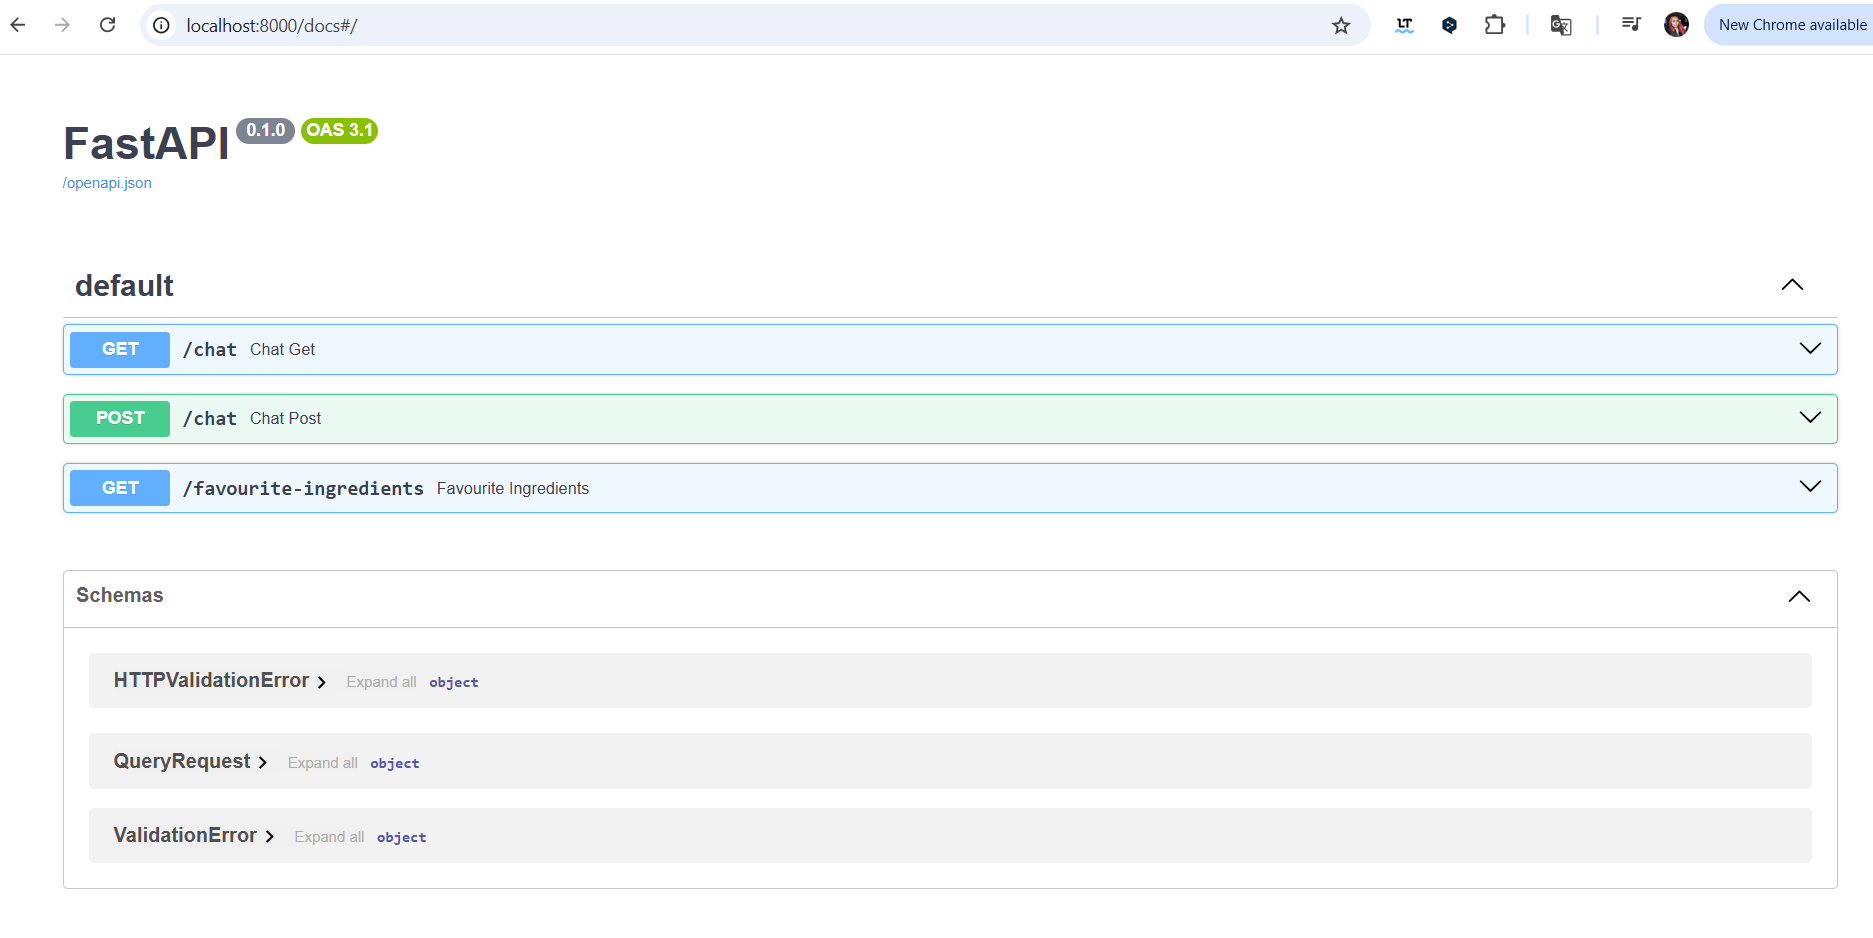 localhost:8000/docs#/
New Chrome available
FastAPI 0.1.0 OAS 3.1
/openapi.json
default
GET /chat Chat Get
POST /chat Chat Post
GET /favourite-ingredients Favourite Ingredients
Schemas
HTTPValidationError Expand all object
QueryRequest Expand all object
ValidationError Expand all object